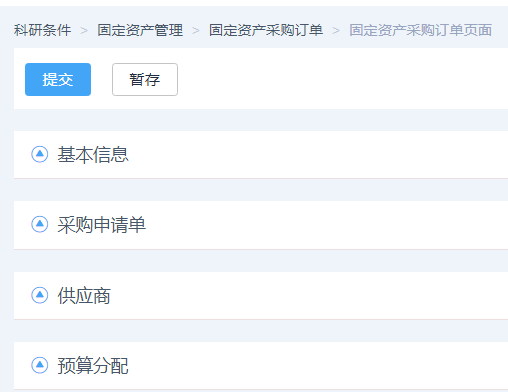 科研条件 > 固定资产管理 > 固定资产采购订单 > 固定资产采购订单页面
提交 暂存
基本信息
采购申请单
供应商
预算分配